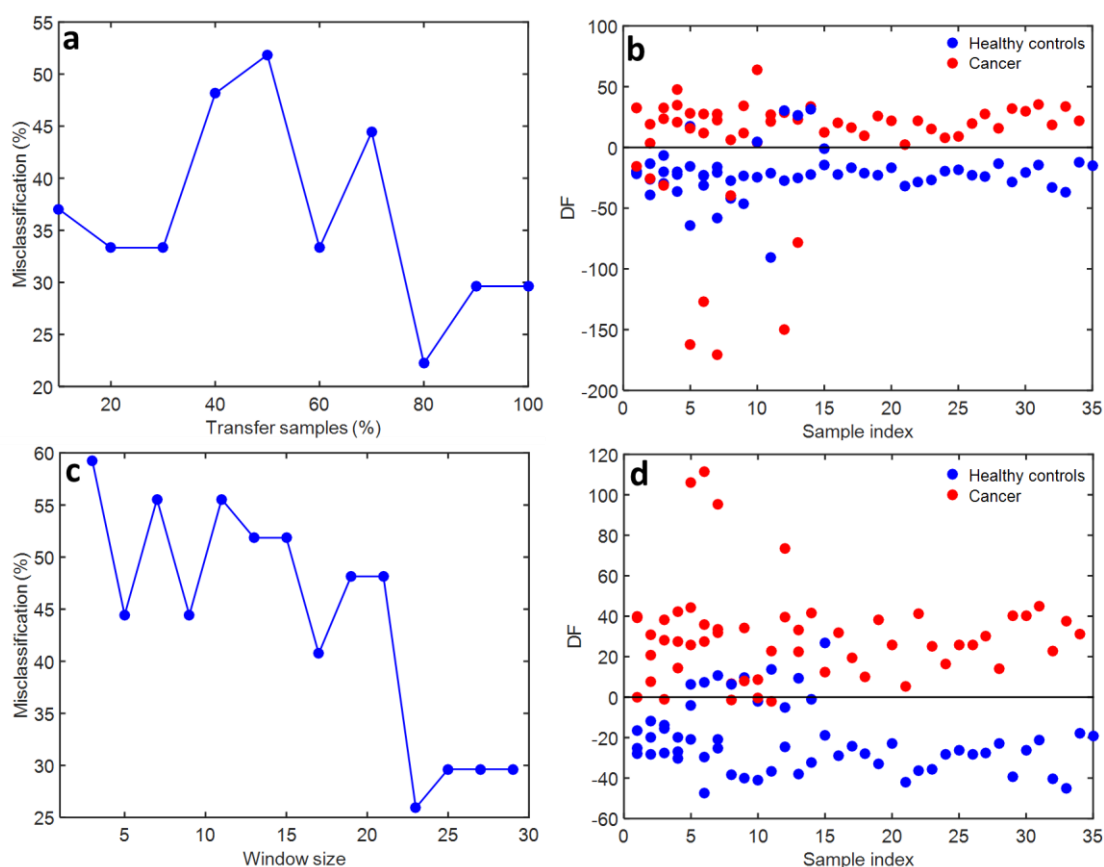 a
Misclassification (%)
55
50
45
40
35
30
25
20
20 40 60 80 100
Transfer samples (%)
b
Healthy controls
Cancer
DF
100
50
0
-50
-100
-150
-200
0 5 10 15 20 25 30 35
Sample index
c
Misclassification (%)
60
55
50
45
40
35
30
25
5 10 15 20 25 30
Window size
d
Healthy controls
Cancer
DF
120
100
80
60
40
20
0
-20
-40
-60
0 5 10 15 20 25 30 35
Sample index